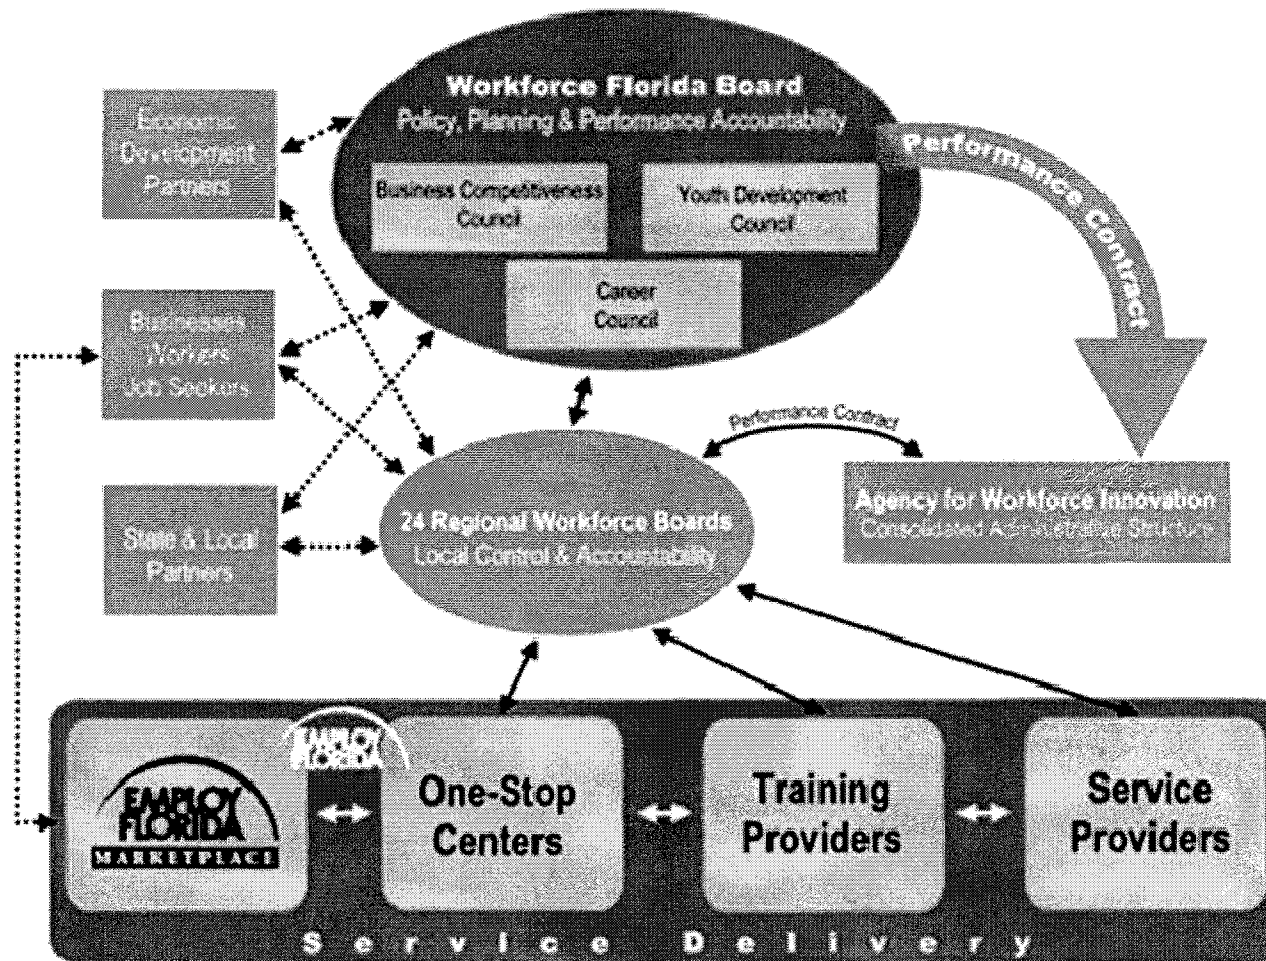 Workforce Florida Board
Policy, Planning & Performance Accountability
Business Competitiveness
Council
Youth Development
Council
Career
Council
Performance Contract
Economic
Development
Partners
Businesses
Workers
Job Seekers
State & Local
Partners
Performance Contract
24 Regional Workforce Boards
Local Control & Accountability
Agency for Workforce Innovation
Consolidated Administrative Structure
EMPLOY
FLORIDA
MARKETPLACE
EMPLOY
FLORIDA
One-Stop
Centers
Training
Providers
Service
Providers
Service Delivery